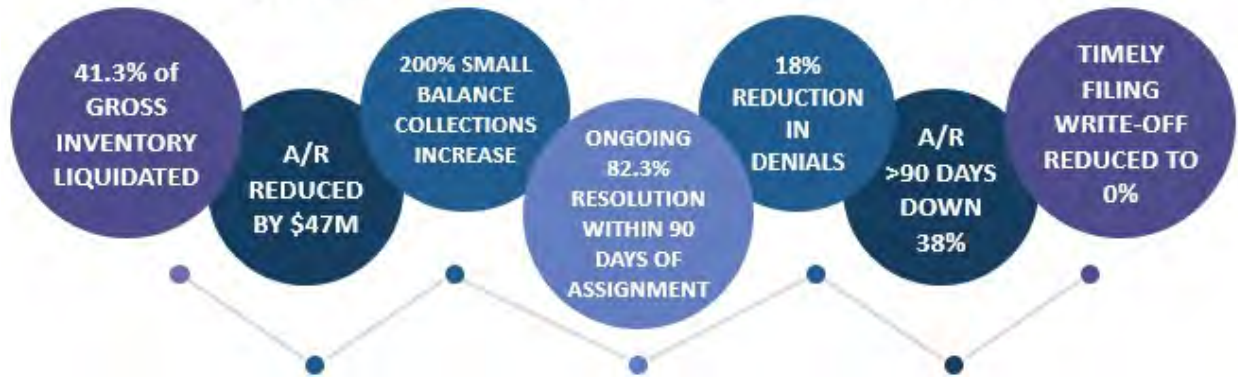 41.3% of
GROSS
INVENTORY
LIQUIDATED
A/R
REDUCED
BY $47M
200% SMALL
BALANCE
COLLECTIONS
INCREASE
ONGOING
82.3%
RESOLUTION
WITHIN 90
DAYS OF
ASSIGNMENT
18%
REDUCTION
IN
DENIALS
A/R
>90 DAYS
DOWN
38%
TIMELY
FILING
WRITE-OFF
REDUCED TO
0%